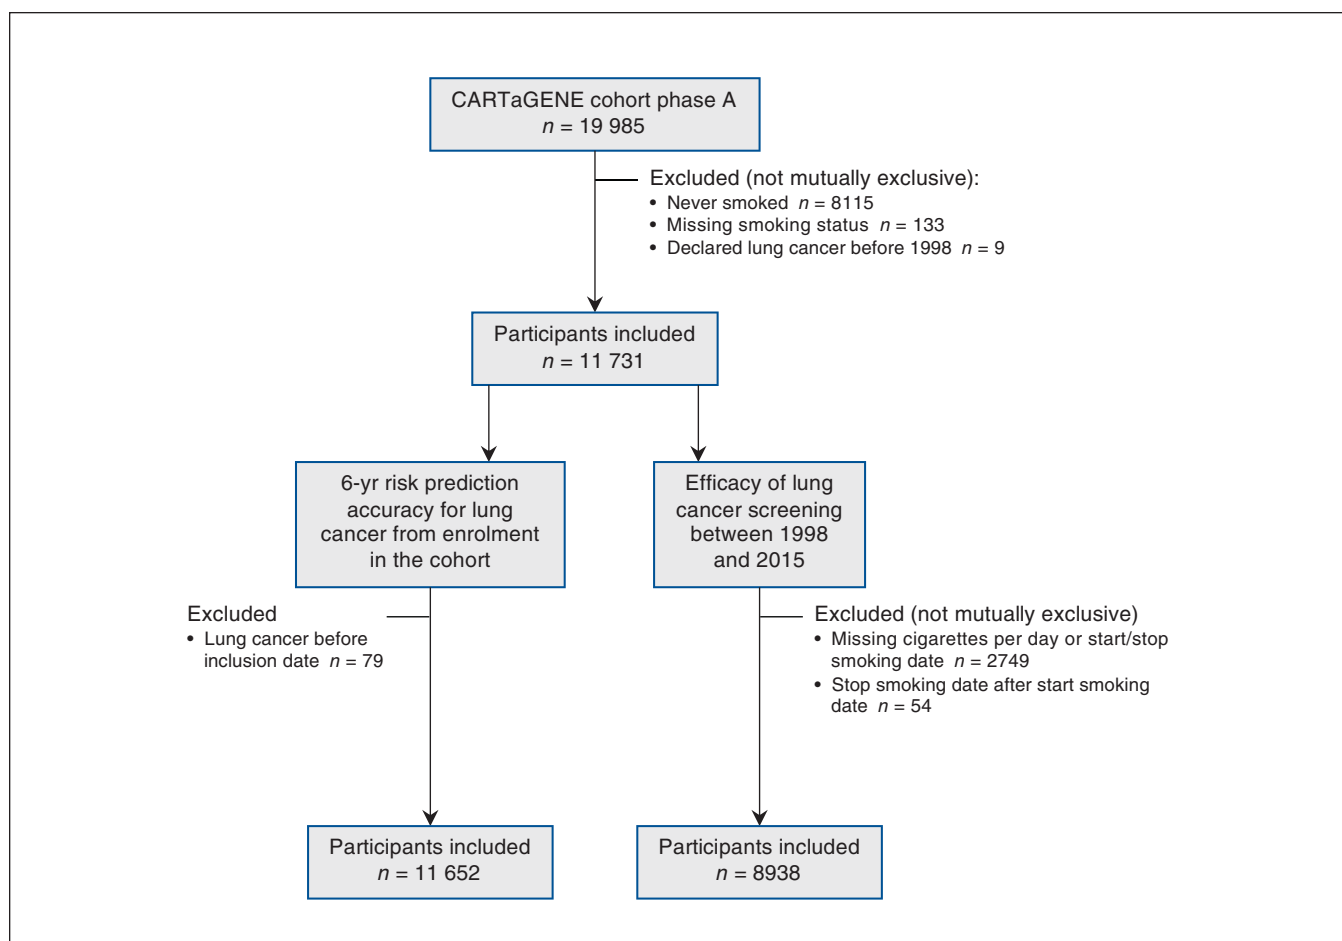 CARTaGENE cohort phase A
n = 19 985
Excluded (not mutually exclusive):
• Never smoked n = 8115
• Missing smoking status n = 133
• Declared lung cancer before 1998 n = 9
Participants included
n = 11 731
6-yr risk prediction
accuracy for lung
cancer from enrolment
in the cohort
Efficacy of lung
cancer screening
between 1998
and 2015
Excluded
• Lung cancer before
inclusion date n = 79
Excluded (not mutually exclusive)
• Missing cigarettes per day or start/stop
smoking date n = 2749
• Stop smoking date after start smoking
date n = 54
Participants included
n = 11 652
Participants included
n = 8938